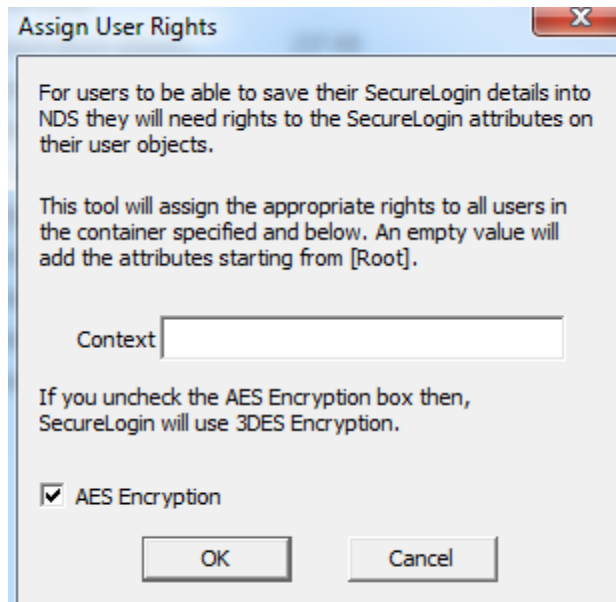 Assign User Rights
For users to be able to save their SecureLogin details into
NDS they will need rights to the SecureLogin attributes on
their user objects.
This tool will assign the appropriate rights to all users in
the container specified and below. An empty value will
add the attributes starting from [Root].
Context
If you uncheck the AES Encryption box then,
SecureLogin will use 3DES Encryption.
AES Encryption
OK
Cancel